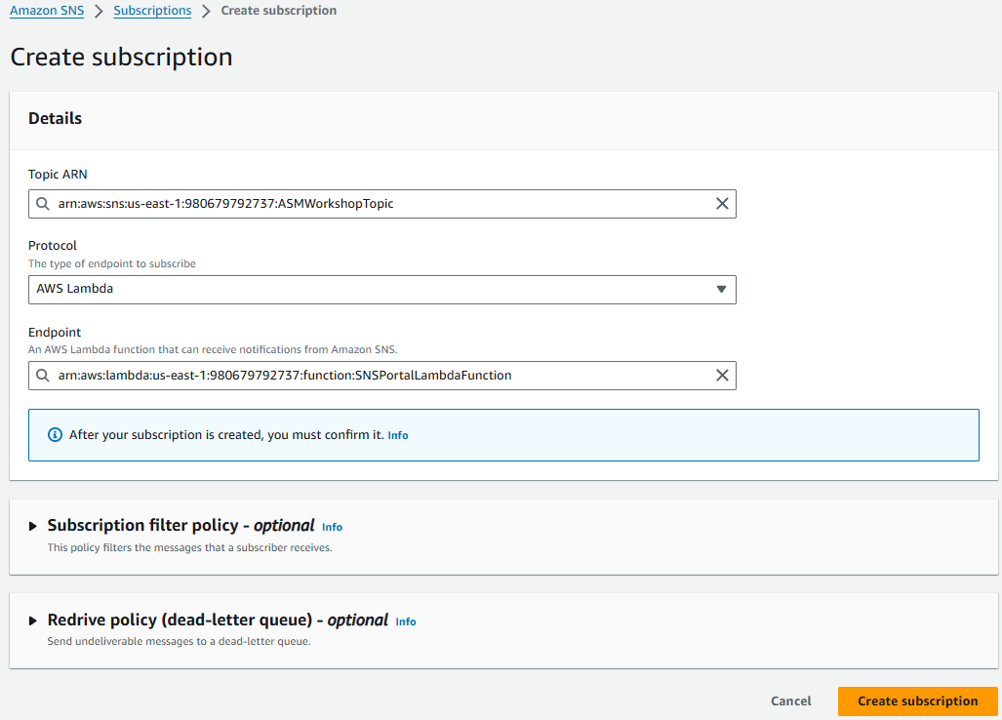 Amazon SNS > Subscriptions > Create subscription
Create subscription
Details
Topic ARN
arn:aws:sns:us-east-1:980679792737:ASMWorkshopTopic
Protocol
The type of endpoint to subscribe
AWS Lambda
Endpoint
An AWS Lambda function that can receive notifications from Amazon SNS.
arn:aws:lambda:us-east-1:980679792737:function:SNSPortalLambdaFunction
After your subscription is created, you must confirm it. Info
Subscription filter policy - optional Info
This policy filters the messages that a subscriber receives.
Redrive policy (dead-letter queue) - optional Info
Send undeliverable messages to a dead-letter queue.
Cancel Create subscription